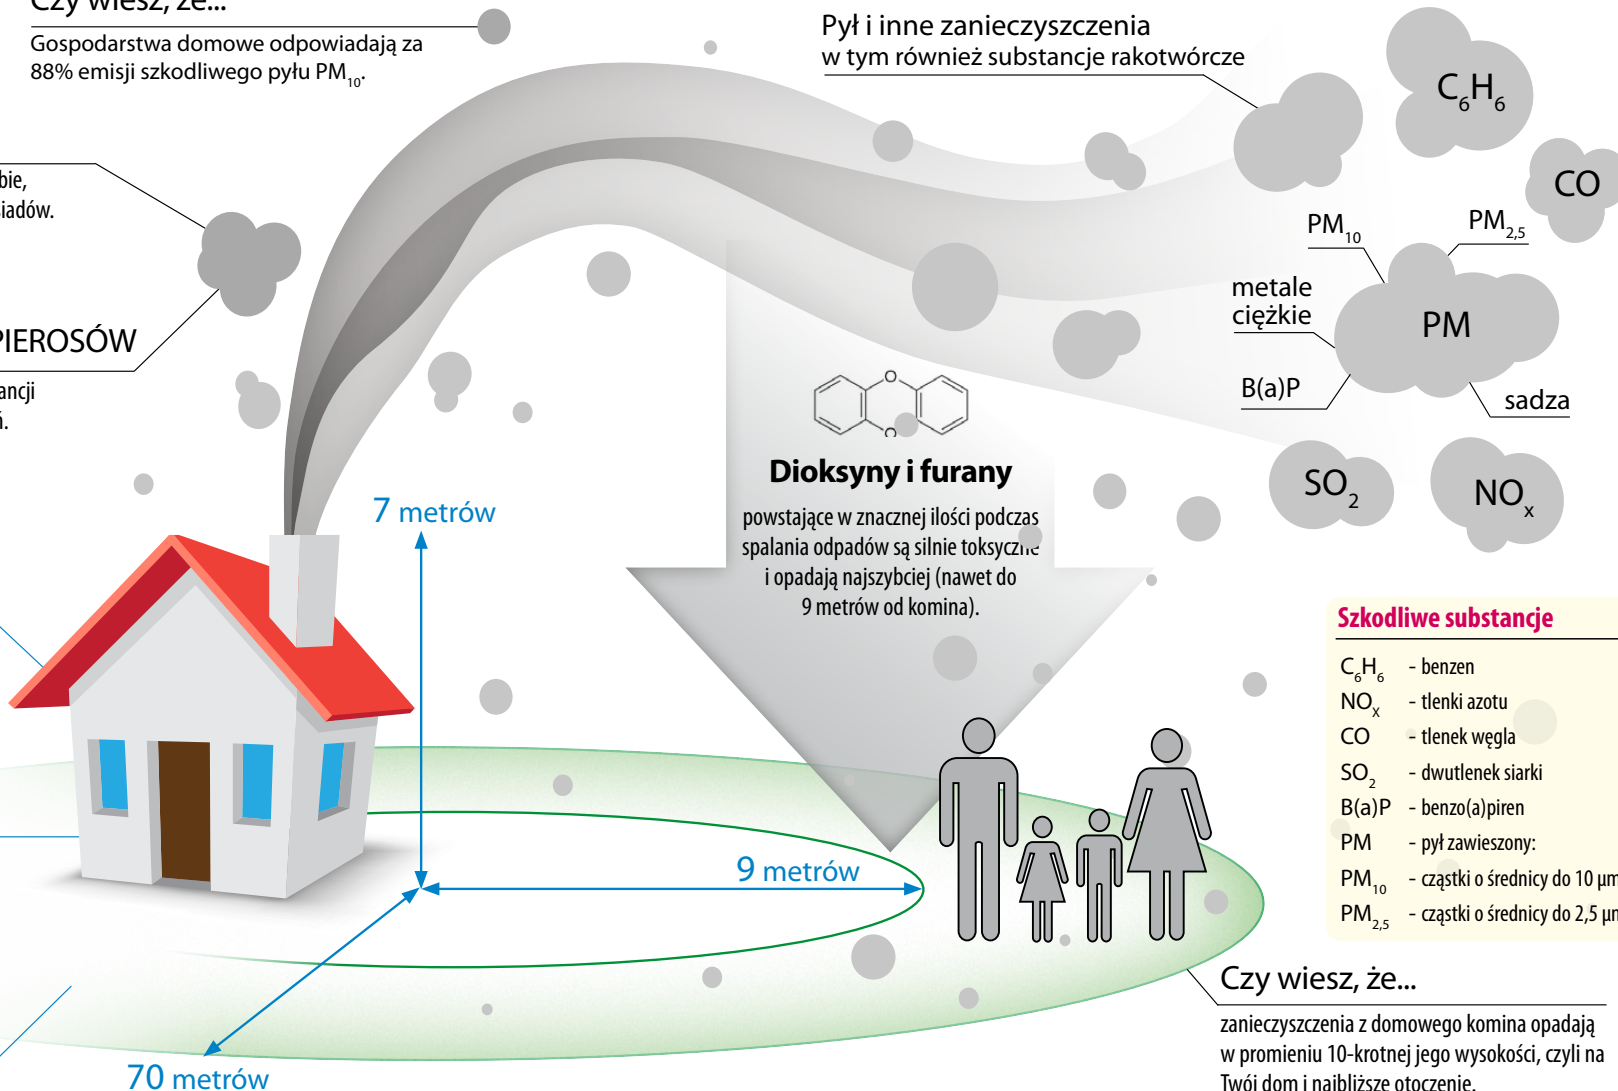 Czy wiesz, że...
Gospodarstwa domowe odpowiadają za
88% emisji szkodliwego pyłu PM₁₀.
Pył i inne zanieczyszczenia
w tym również substancje rakotwórcze
C₆H₆
CO
PM₁₀
PM₂,₅
metale
ciężkie
PM
B(a)P
sadza
SO₂
NOₓ
O
O
Dioksyny i furany
powstające w znacznej ilości podczas
spalania odpadów są silnie toksyczne
i opadają najszybciej (nawet do
9 metrów od komina).
7 metrów
9 metrów
70 metrów
Szkodliwe substancje
C₆H₆ - benzen
NOₓ - tlenki azotu
CO - tlenek węgla
SO₂ - dwutlenek siarki
B(a)P - benzo(a)piren
PM - pył zawieszony:
PM₁₀ - cząstki o średnicy do 10 µm
PM₂,₅ - cząstki o średnicy do 2,5 µm
Czy wiesz, że...
zanieczyszczenia z domowego komina opadają
w promieniu 10-krotnej jego wysokości, czyli na
Twój dom i najbliższe otoczenie.